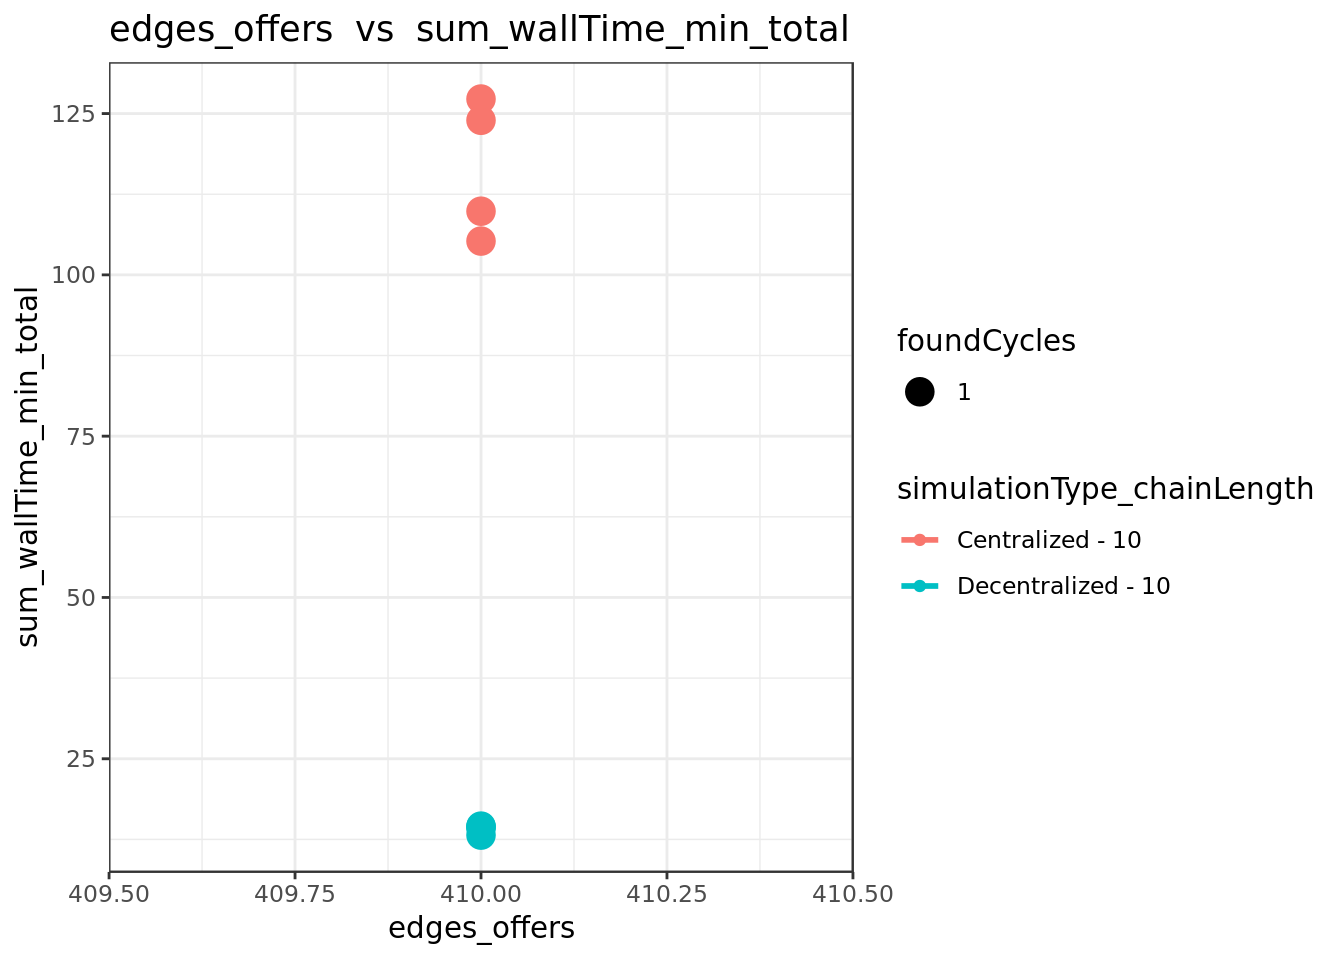 edges_offers  vs  sum_wallTime_min_total
125
100
75
50
25
sum_wallTime_min_total
409.50 409.75 410.00 410.25 410.50
edges_offers
foundCycles
1
simulationType_chainLength
Centralized - 10
Decentralized - 10